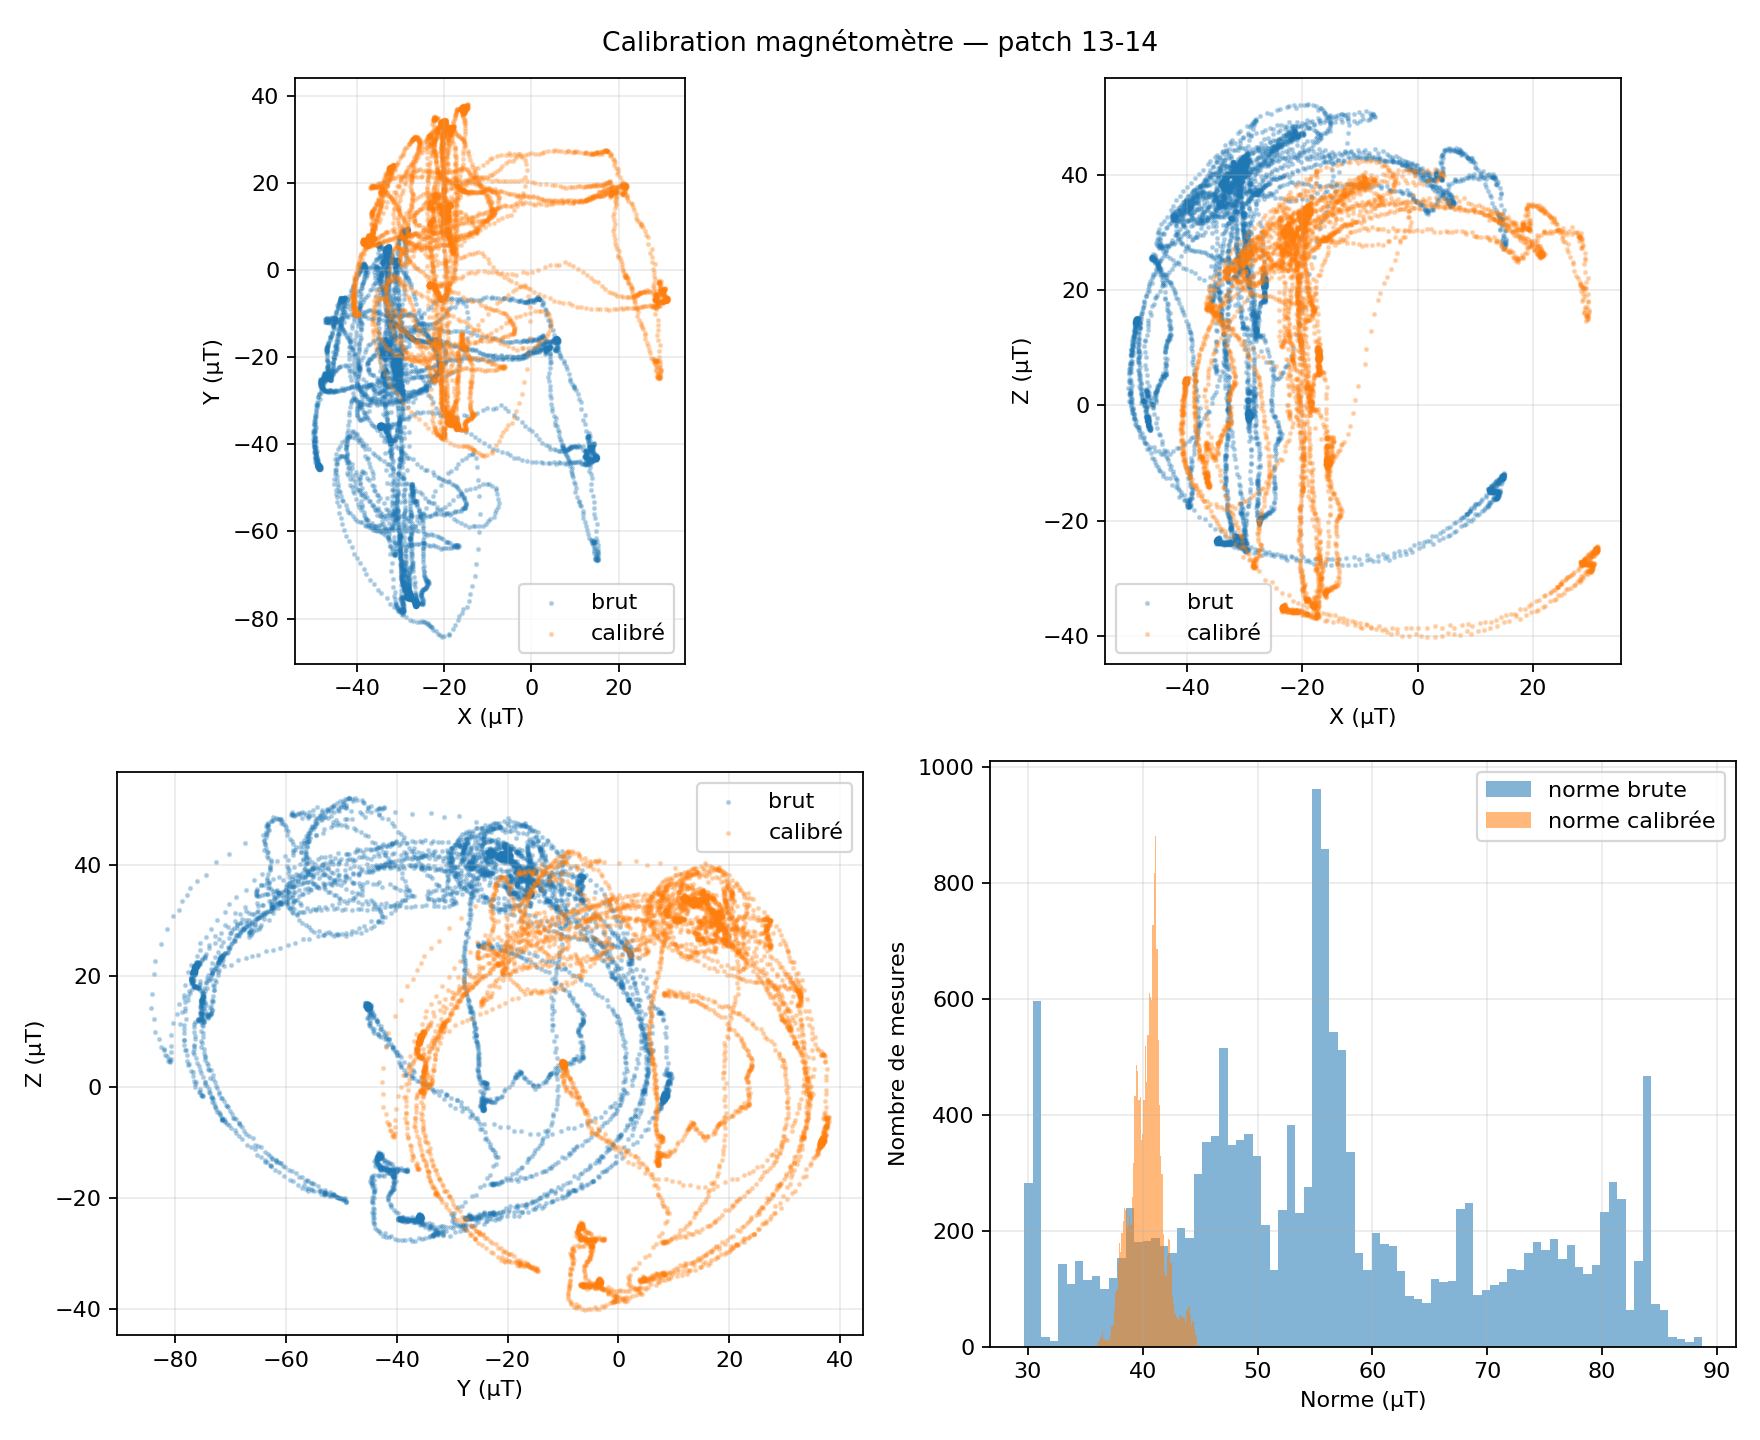 Calibration magnétomètre — patch 13-14
40
20
0
−20
−40
−60
−80
Y (µT)
brut
calibré
−40 −20 0 20
X (µT)
40
20
0
−20
−40
Z (µT)
brut
calibré
−40 −20 0 20
X (µT)
40
20
0
−20
−40
Z (µT)
brut
calibré
−80 −60 −40 −20 0 20 40
Y (µT)
1000
800
600
400
200
0
Nombre de mesures
norme brute
norme calibrée
30 40 50 60 70 80 90
Norme (µT)